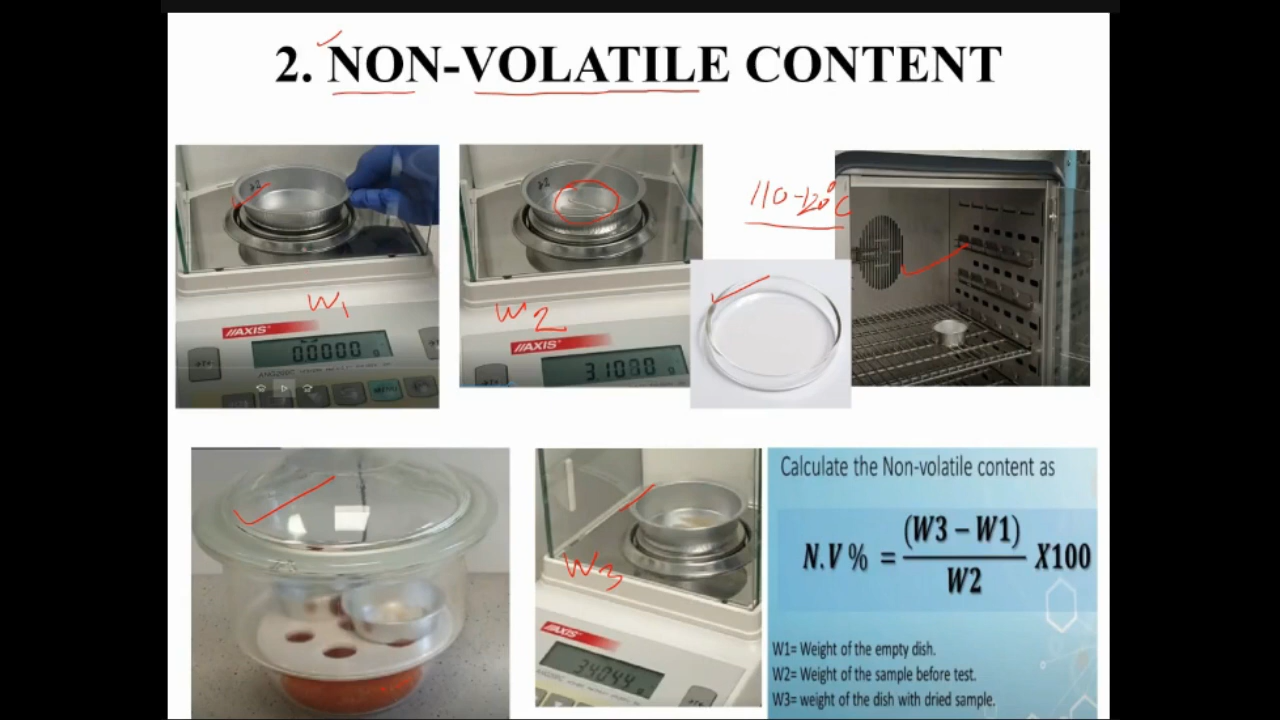 2. NON-VOLATILE CONTENT
110-120°C
W1
//AXIS
0.0000 g
W2
//AXIS
3.1080 g
W3
//AXIS
3.4044
Calculate the Non-volatile content as
N.V % = (W3 – W1) / W2 X100
W1= Weight of the empty dish.
W2= Weight of the sample before test.
W3= weight of the dish with dried sample.